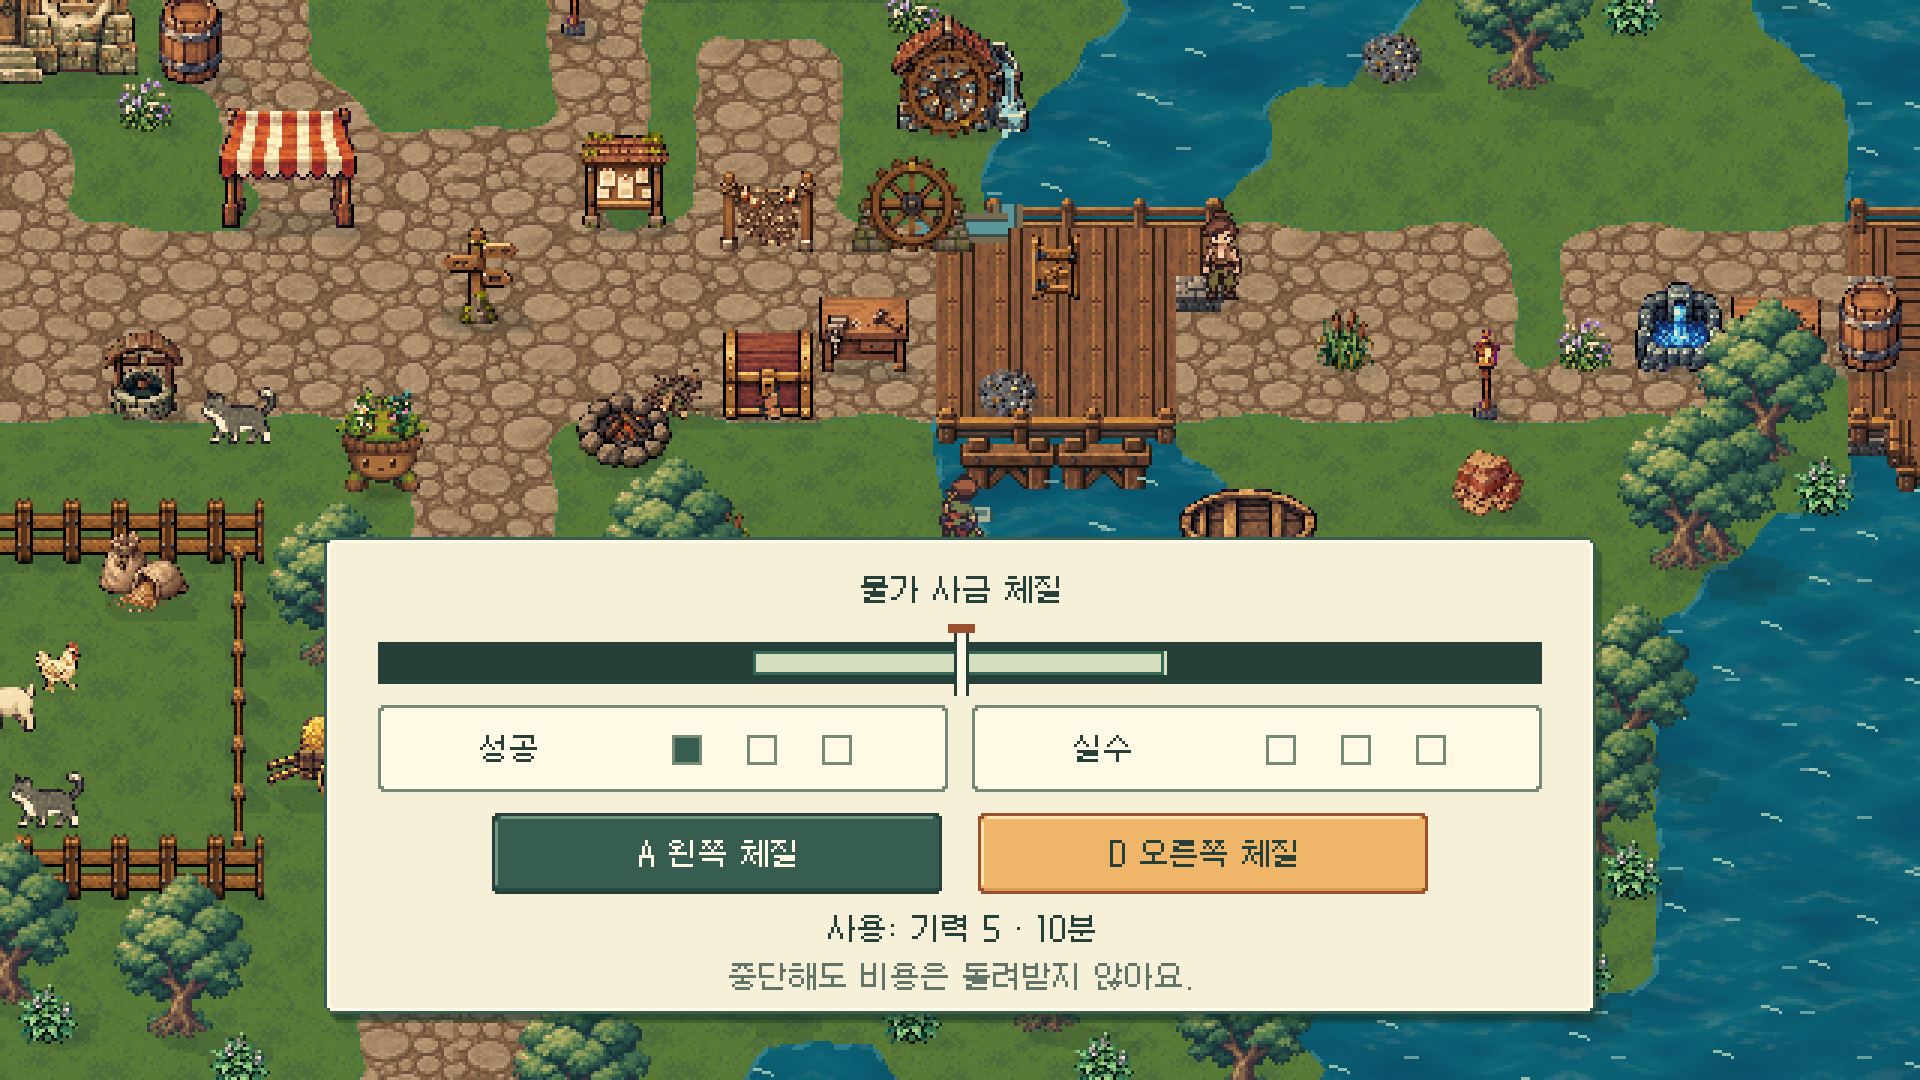 물가 사금 체질
성공
실수
A 왼쪽 체질
D 오른쪽 체질
사용: 기력 5 · 10분
중단해도 비용은 돌려받지 않아요.